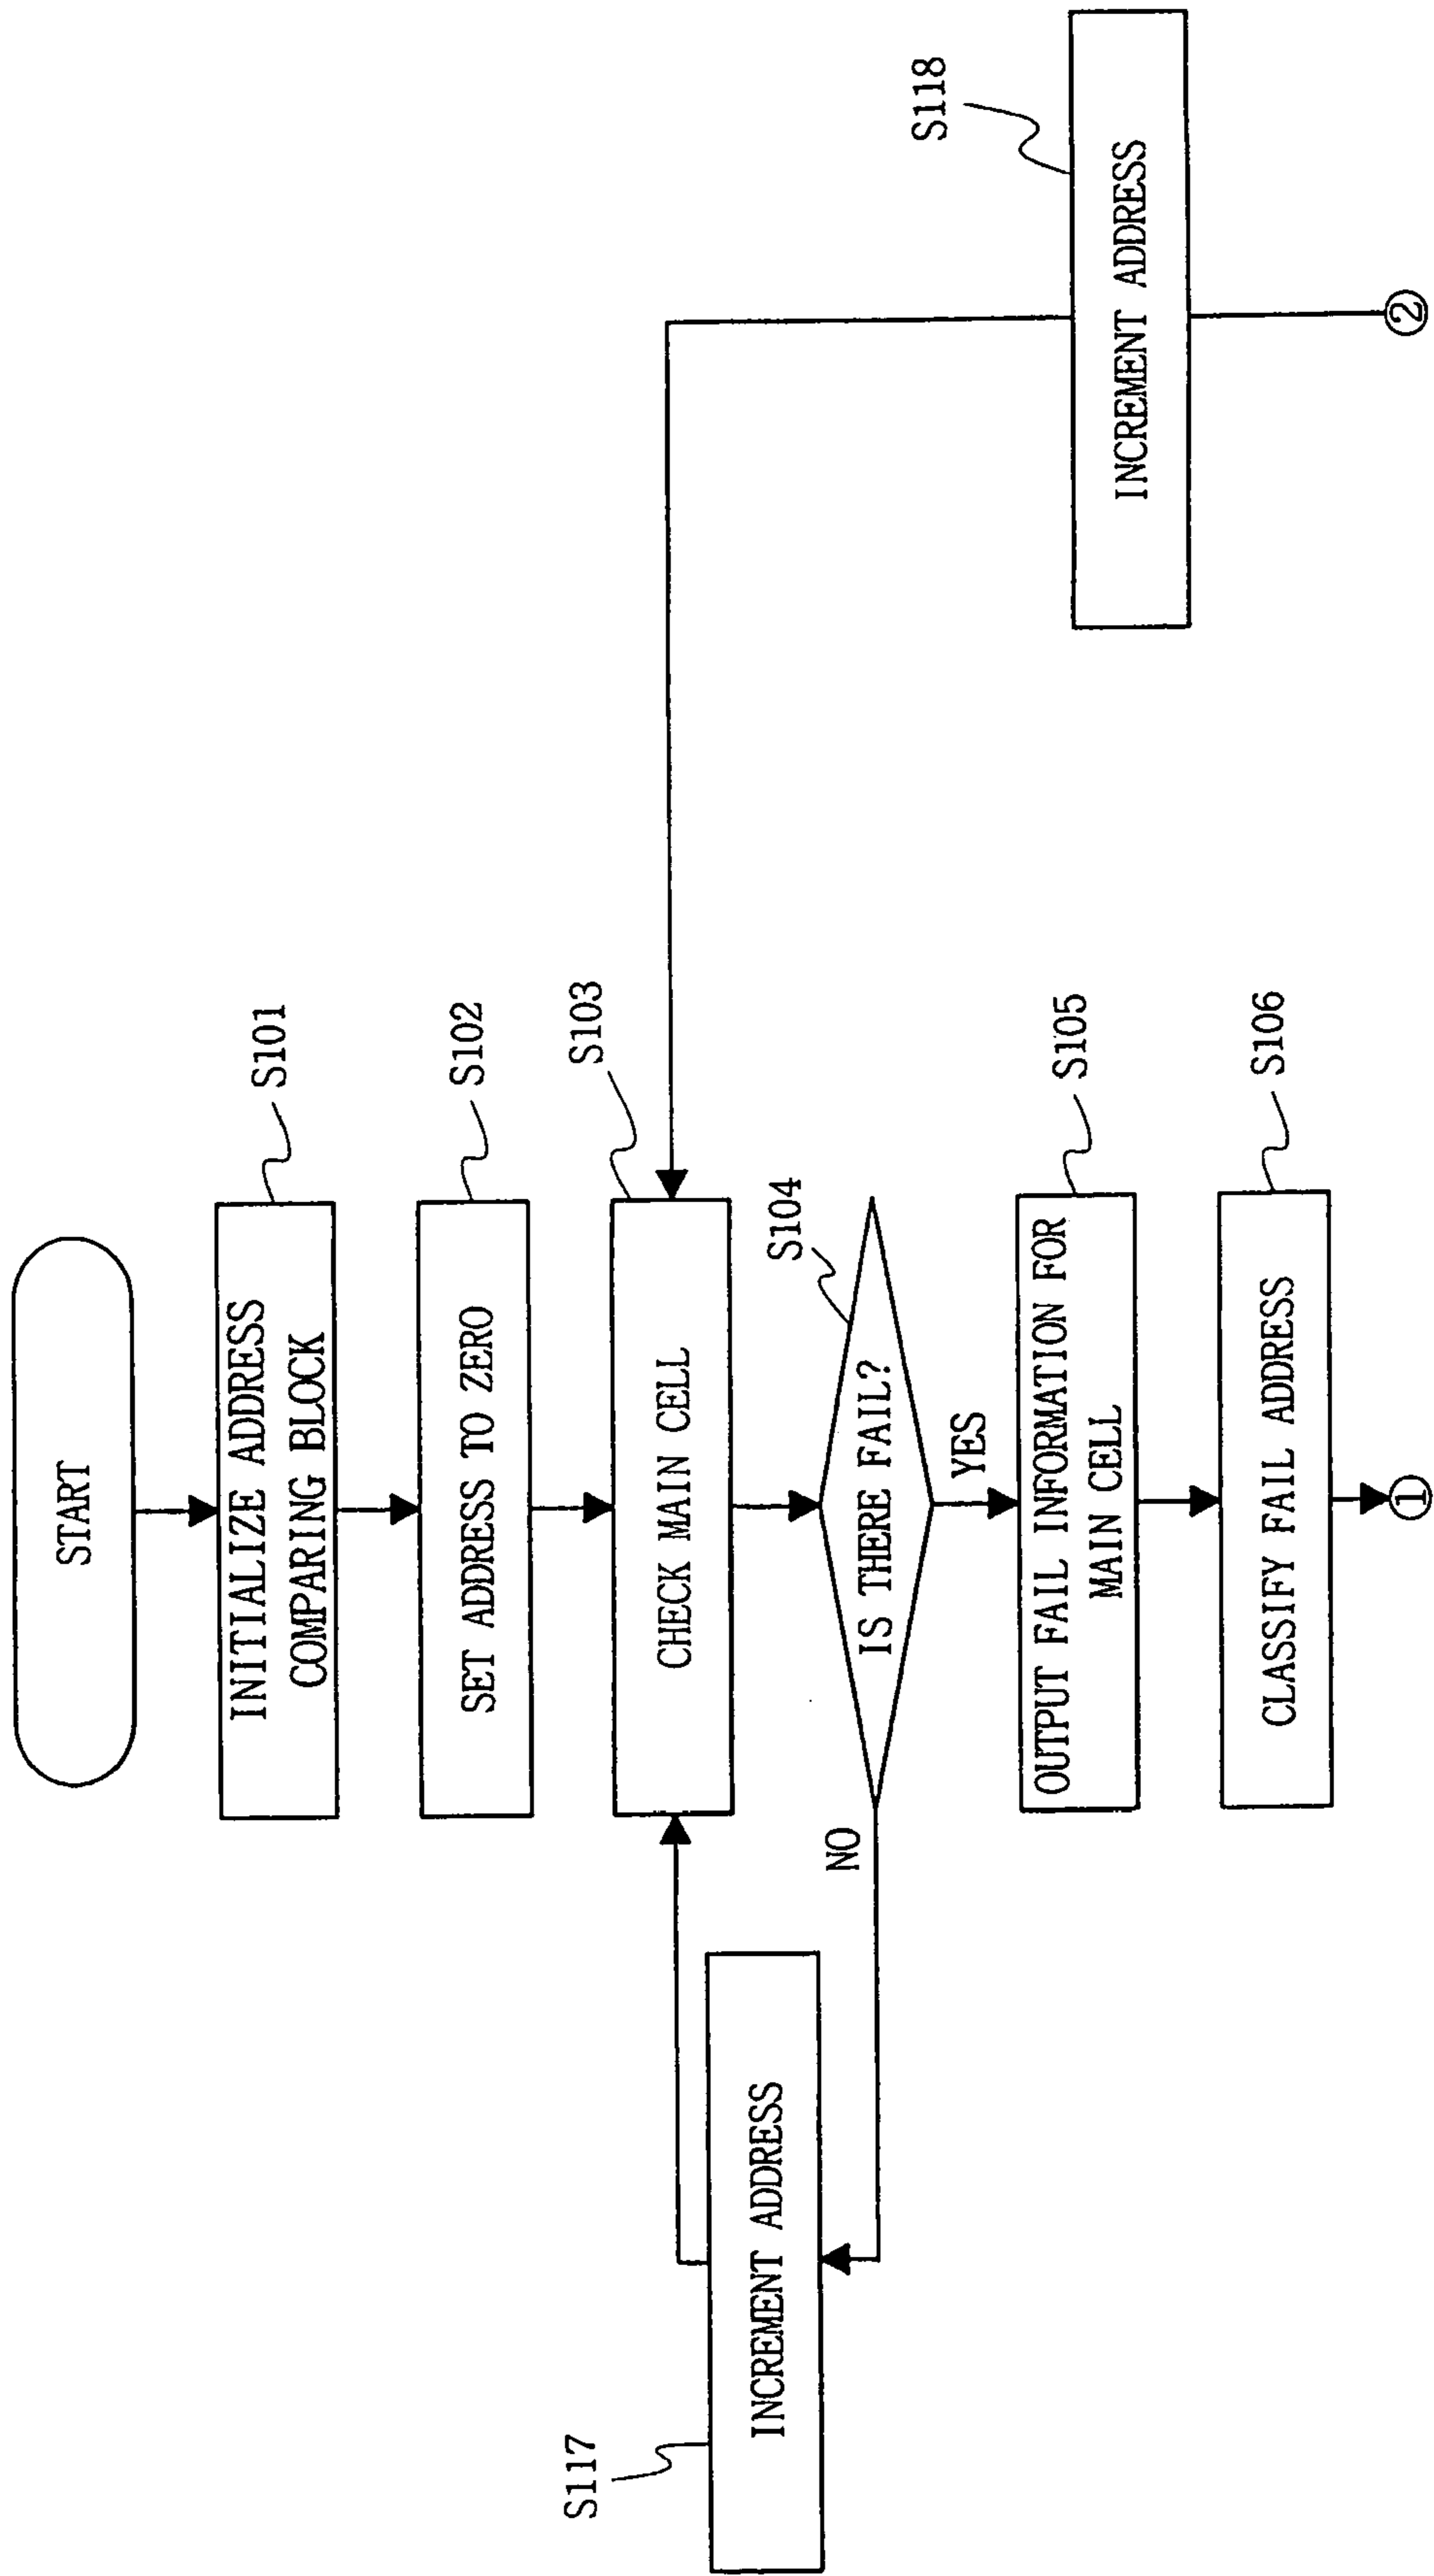 START
INITIALIZE ADDRESS
COMPARING BLOCK
S101
SET ADDRESS TO ZERO
S102
CHECK MAIN CELL
S103
IS THERE FAIL?
S104
NO
YES
INCREMENT ADDRESS
S117
OUTPUT FAIL INFORMATION FOR
MAIN CELL
S105
CLASSIFY FAIL ADDRESS
S106
①
INCREMENT ADDRESS
S118
②